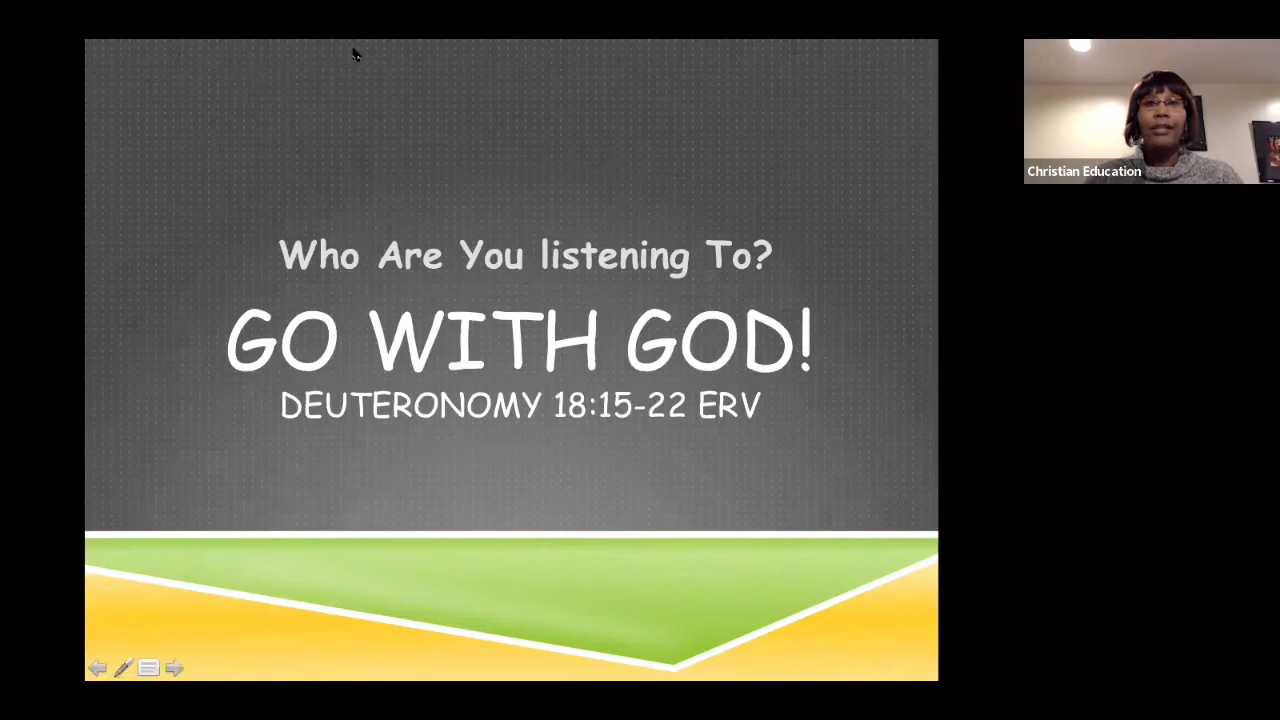 Who Are You listening To?
GO WITH GOD!
DEUTERONOMY 18:15-22 ERV
Christian Education